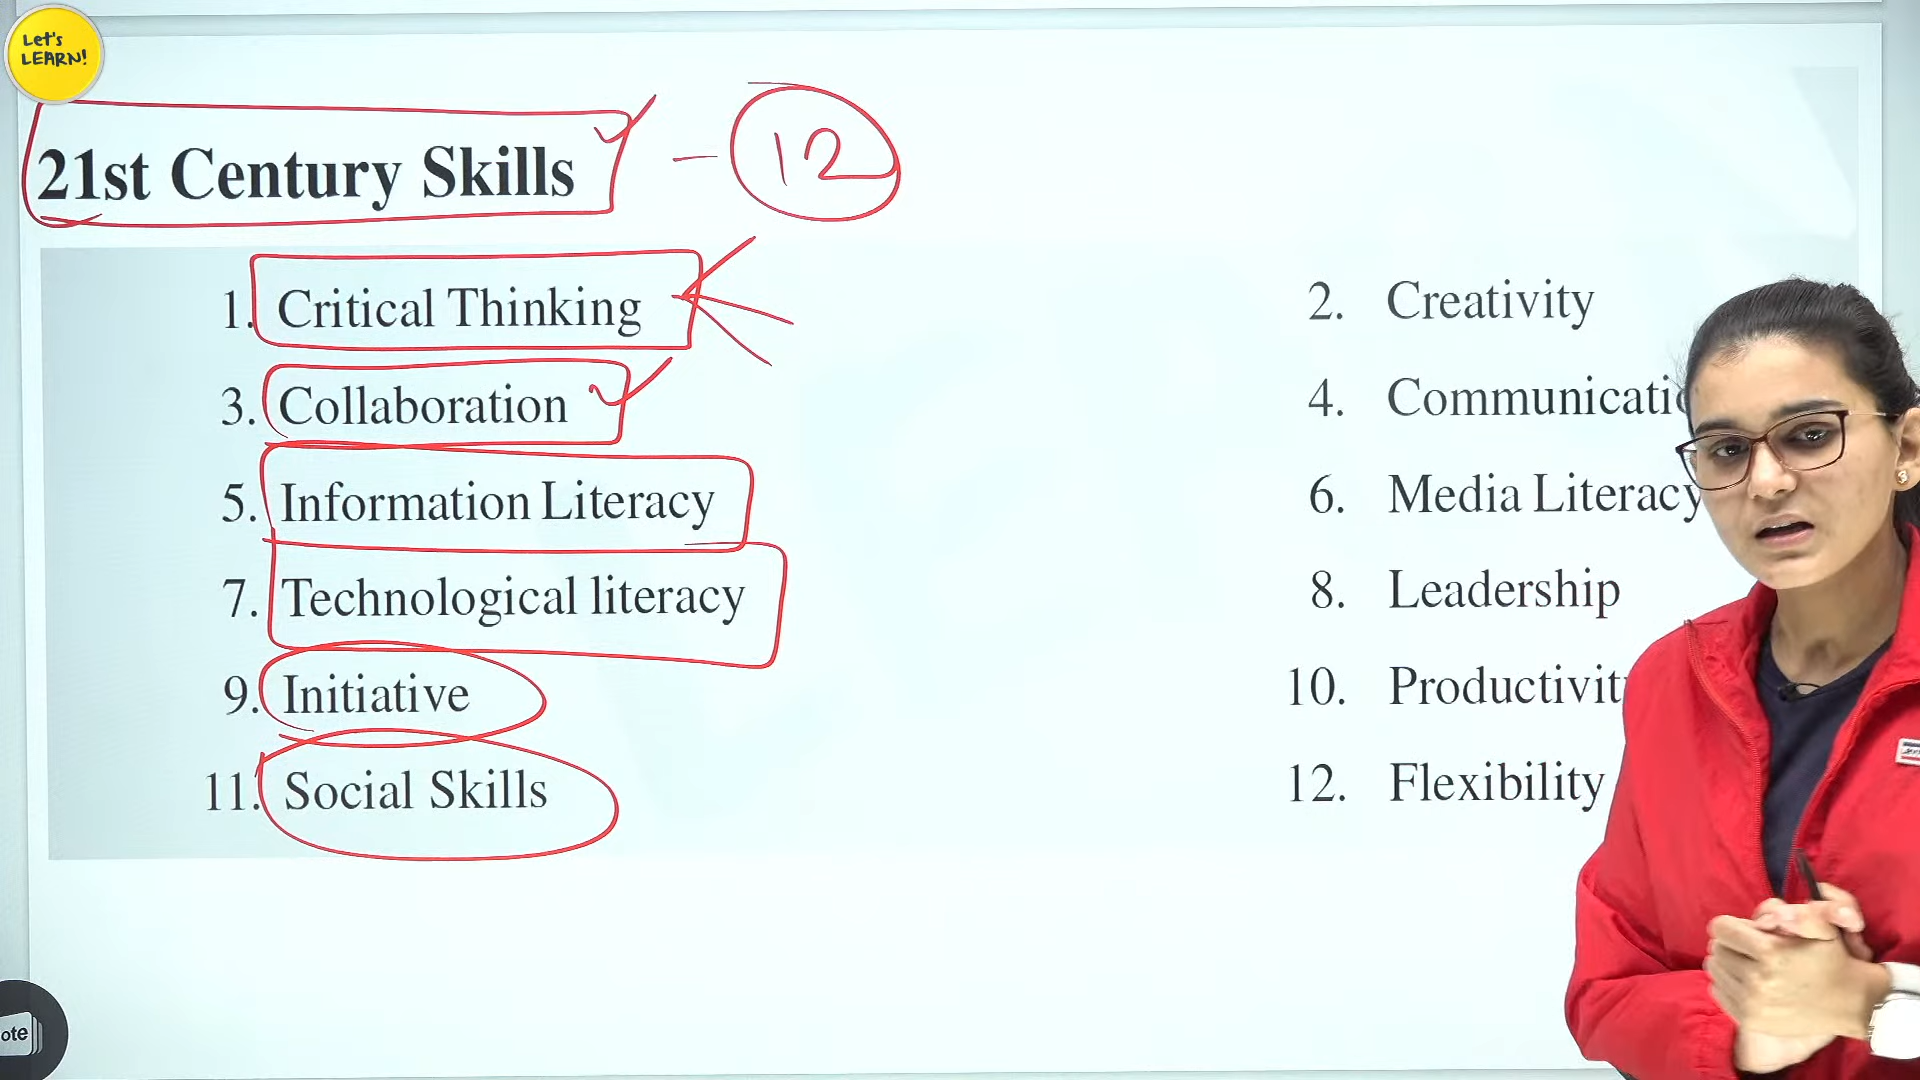 Let's
LEARN!
21st Century Skills - 12
1. Critical Thinking
2. Creativity
3. Collaboration
4. Communicatio
5. Information Literacy
6. Media Literacy
7. Technological literacy
8. Leadership
9. Initiative
10. Productivit
11. Social Skills
12. Flexibility
ote